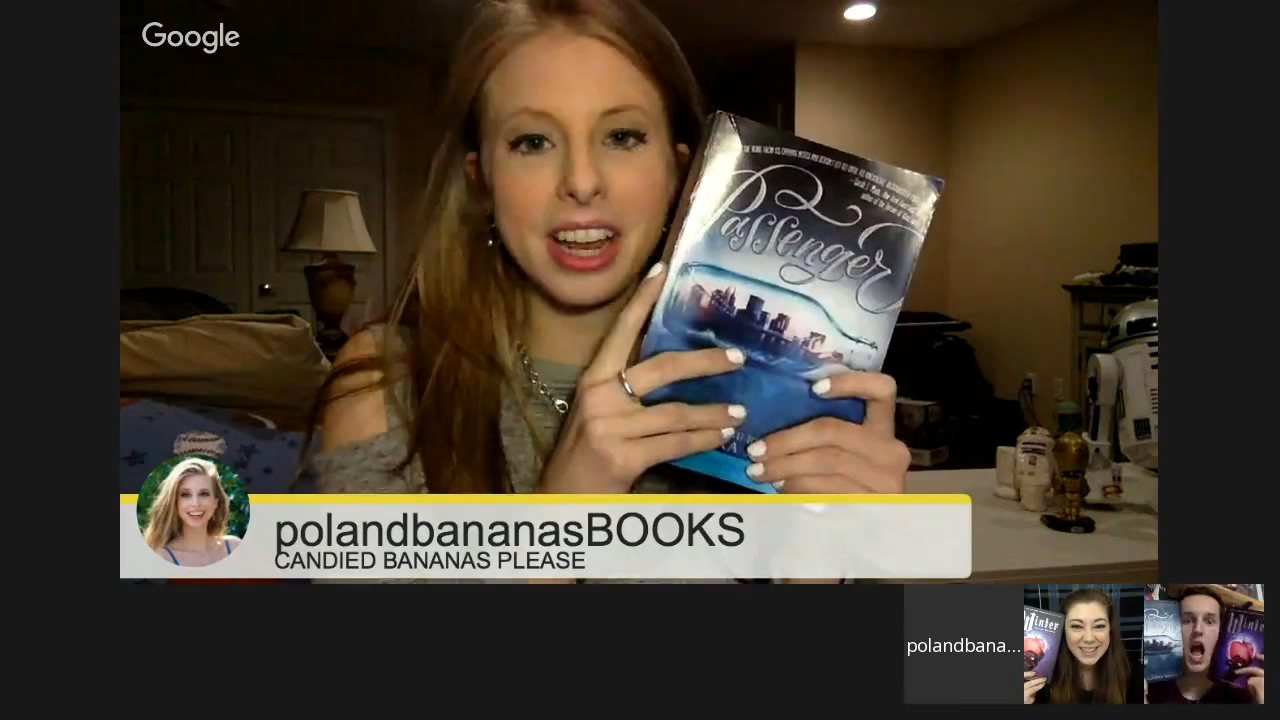 Google
Passenger
polandbananasBOOKS
CANDIED BANANAS PLEASE
polandbana...
Winter
Winter